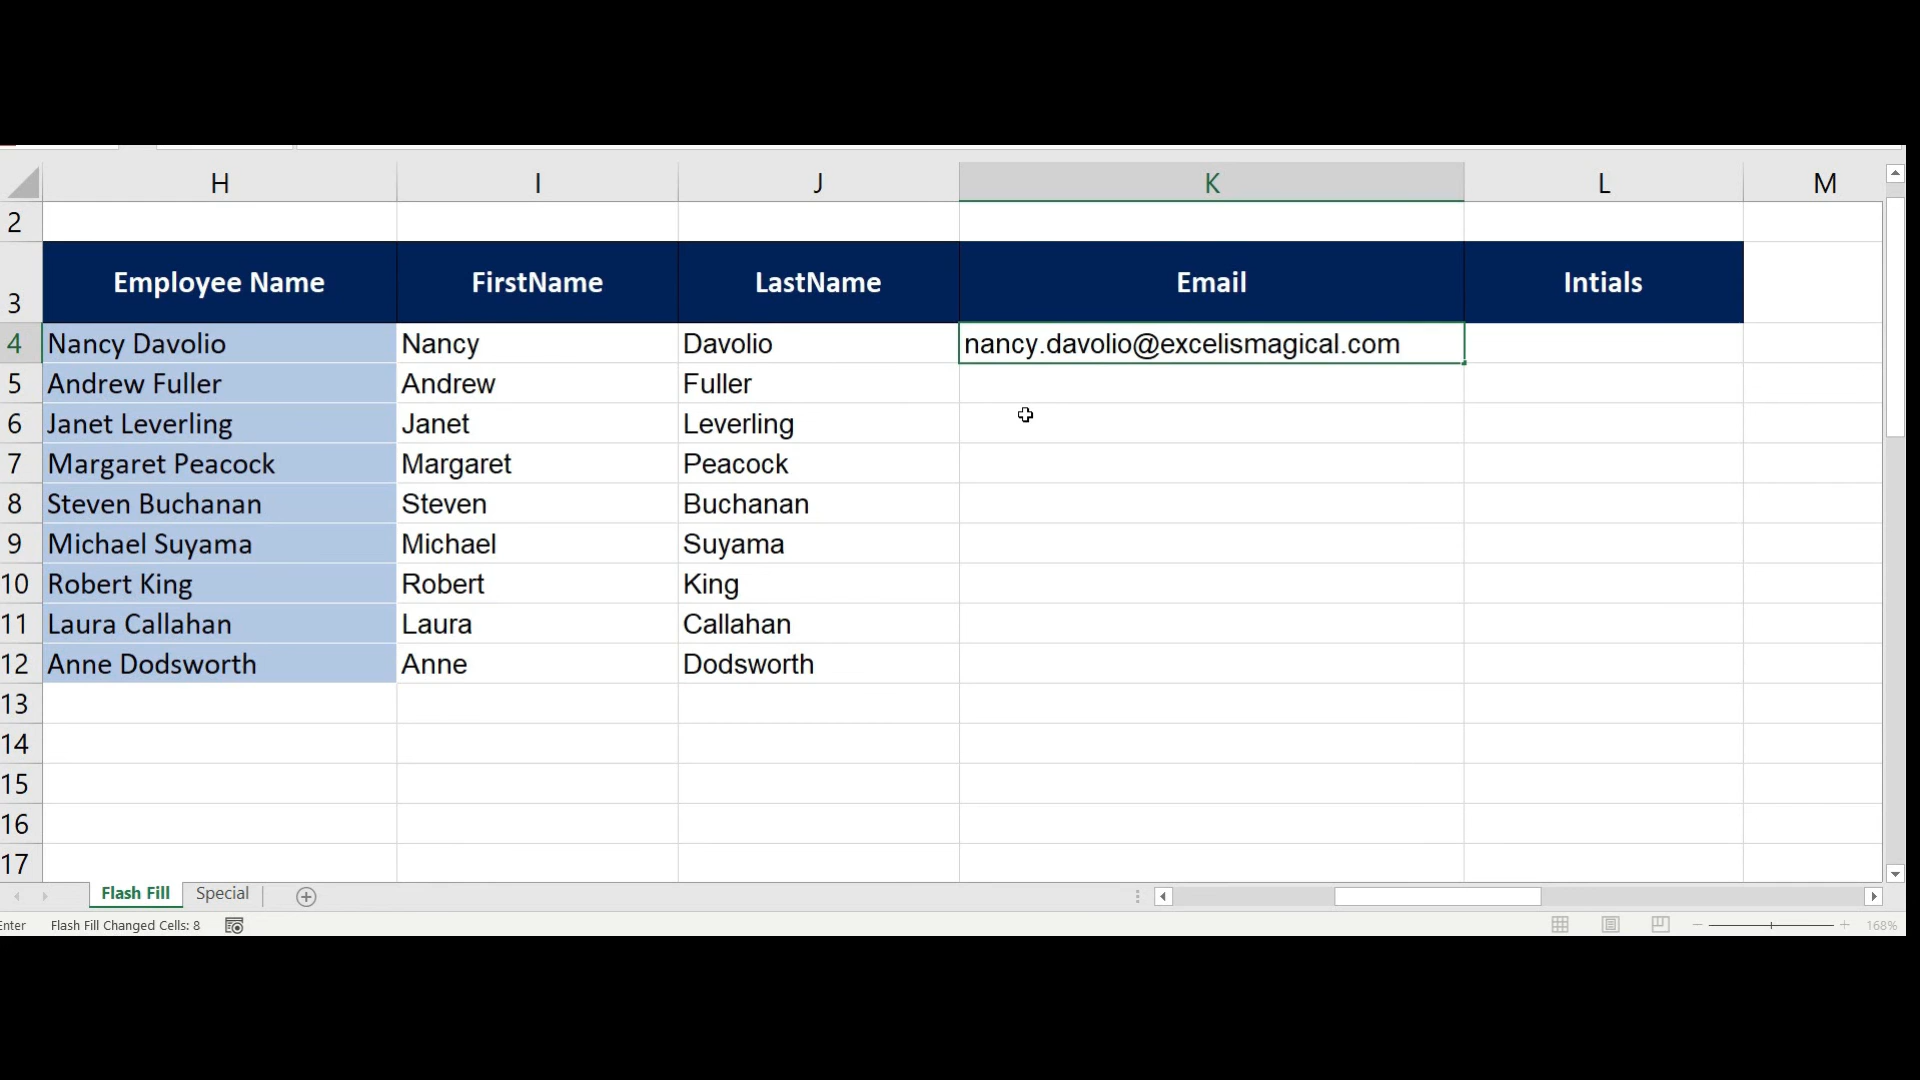 H I J K L M
2
3 Employee Name FirstName LastName Email Intials
4 Nancy Davolio Nancy Davolio nancy.davolio@excelismagical.com
5 Andrew Fuller Andrew Fuller
6 Janet Leverling Janet Leverling
7 Margaret Peacock Margaret Peacock
8 Steven Buchanan Steven Buchanan
9 Michael Suyama Michael Suyama
10 Robert King Robert King
11 Laura Callahan Laura Callahan
12 Anne Dodsworth Anne Dodsworth
13
14
15
16
17
Flash Fill Special
Enter Flash Fill Changed Cells: 8 168%